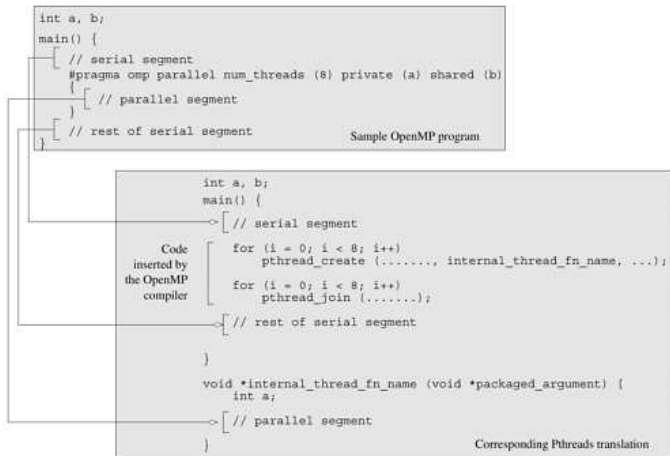 int a, b;
main() {
// serial segment
#pragma omp parallel num_threads (8) private (a) shared (b)
{
// parallel segment
}
// rest of serial segment
}
Sample OpenMP program
int a, b;
main() {
// serial segment
Code
inserted by
the OpenMP
compiler
for (i = 0; i < 8; i++)
pthread_create (......., internal_thread_fn_name, ...);
for (i = 0; i < 8; i++)
pthread_join (.......);
// rest of serial segment
}
void *internal_thread_fn_name (void *packaged_argument) {
int a;
// parallel segment
}
Corresponding Pthreads translation